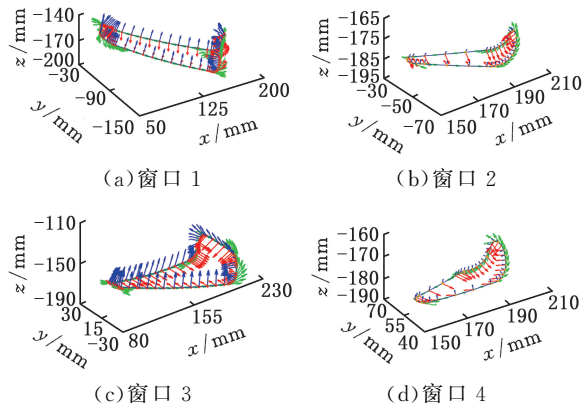 z/mm
-140
-170
-200
-30
-90
-150
y/mm
50
125
200
x/mm
(a)窗口 1
z/mm
-165
-175
-185
-195
-30
-50
-70
y/mm
150
170
190
210
x/mm
(b)窗口 2
z/mm
-110
-150
-190
30
15
-30
y/mm
80
155
230
x/mm
(c)窗口 3
z/mm
-160
-170
-180
-190
70
55
40
y/mm
150
170
190
210
x/mm
(d)窗口 4